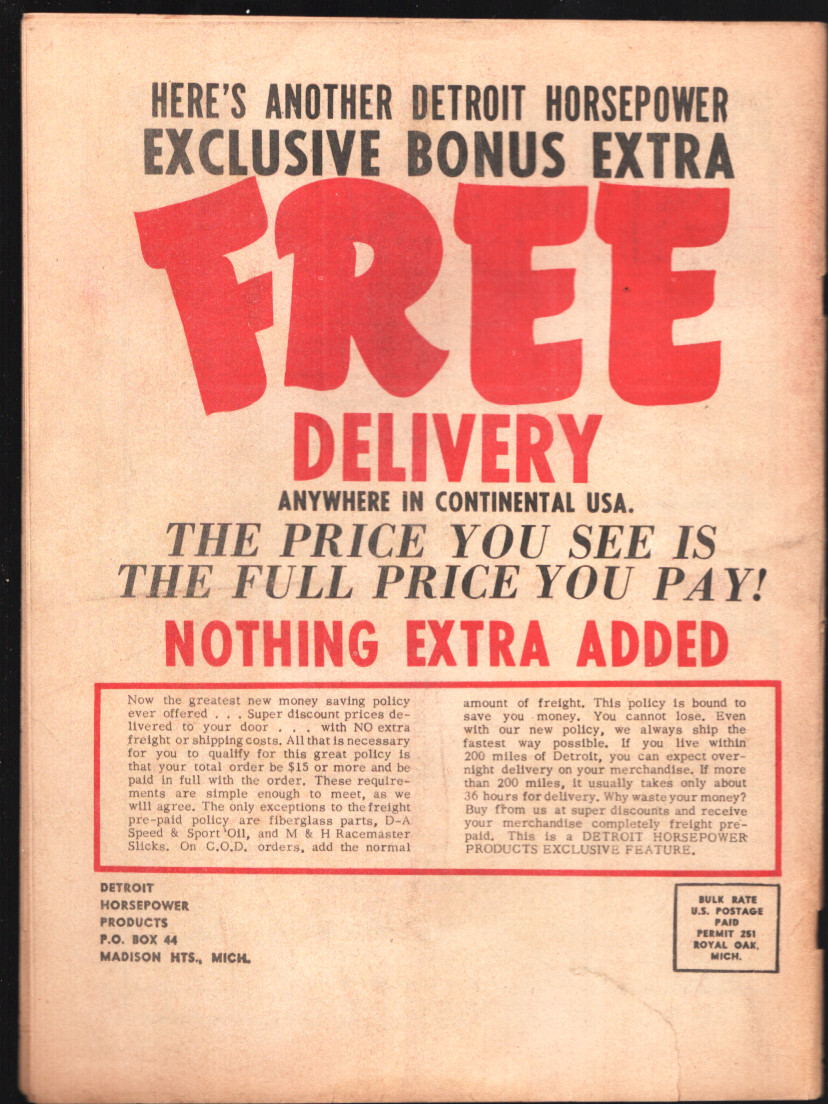 HERE'S ANOTHER DETROIT HORSEPOWER
EXCLUSIVE BONUS EXTRA
FREE
DELIVERY
ANYWHERE IN CONTINENTAL USA.
THE PRICE YOU SEE IS
THE FULL PRICE YOU PAY!
NOTHING EXTRA ADDED
Now the greatest new money saving policy
ever offered . . . Super discount prices de-
livered to your door . . . with NO extra
freight or shipping costs. All that is necessary
for you to qualify for this great policy is
that your total order be $15 or more and be
paid in full with the order. These require-
ments are simple enough to meet, as we
will agree. The only exceptions to the freight
pre-paid policy are fiberglass parts, D-A
Speed & Sport Oil, and M & H Racemaster
Slicks. On C.O.D. orders, add the normal
amount of freight. This policy is bound to
save you money. You cannot lose. Even
with our new policy, we always ship the
fastest way possible. If you live within
200 miles of Detroit, you can expect over-
night delivery on your merchandise. If more
than 200 miles, it usually takes only about
36 hours for delivery. Why waste your money?
Buy from us at super discounts and receive
your merchandise completely freight pre-
paid. This is a DETROIT HORSEPOWER
PRODUCTS EXCLUSIVE FEATURE.
DETROIT
HORSEPOWER
PRODUCTS
P.O. BOX 44
MADISON HTS., MICH.
BULK RATE
U.S. POSTAGE
PAID
PERMIT 251
ROYAL OAK,
MICH.